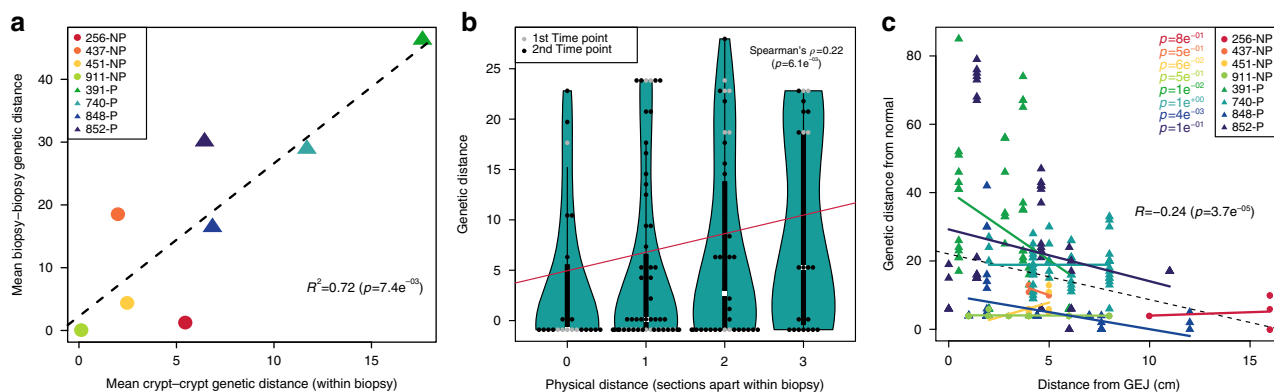 a
256-NP
437-NP
451-NP
911-NP
391-P
740-P
848-P
852-P
Mean biopsy–biopsy genetic distance
40
30
20
10
0
R²=0.72 (p=7.4e⁻⁰³)
0 5 10 15
Mean crypt–crypt genetic distance (within biopsy)
b
1st Time point
2nd Time point
Spearman's ρ=0.22
(p=6.1e⁻⁰³)
Genetic distance
25
20
15
10
5
0
0 1 2 3
Physical distance (sections apart within biopsy)
c
p=8e⁻⁰¹
p=5e⁻⁰¹
p=6e⁻⁰²
p=5e⁻⁰¹
p=1e⁻⁰²
p=1e⁺⁰⁰
p=4e⁻⁰³
p=1e⁻⁰¹
256-NP
437-NP
451-NP
911-NP
391-P
740-P
848-P
852-P
Genetic distance from normal
80
60
40
20
0
R=−0.24 (p=3.7e⁻⁰⁵)
0 5 10 15
Distance from GEJ (cm)